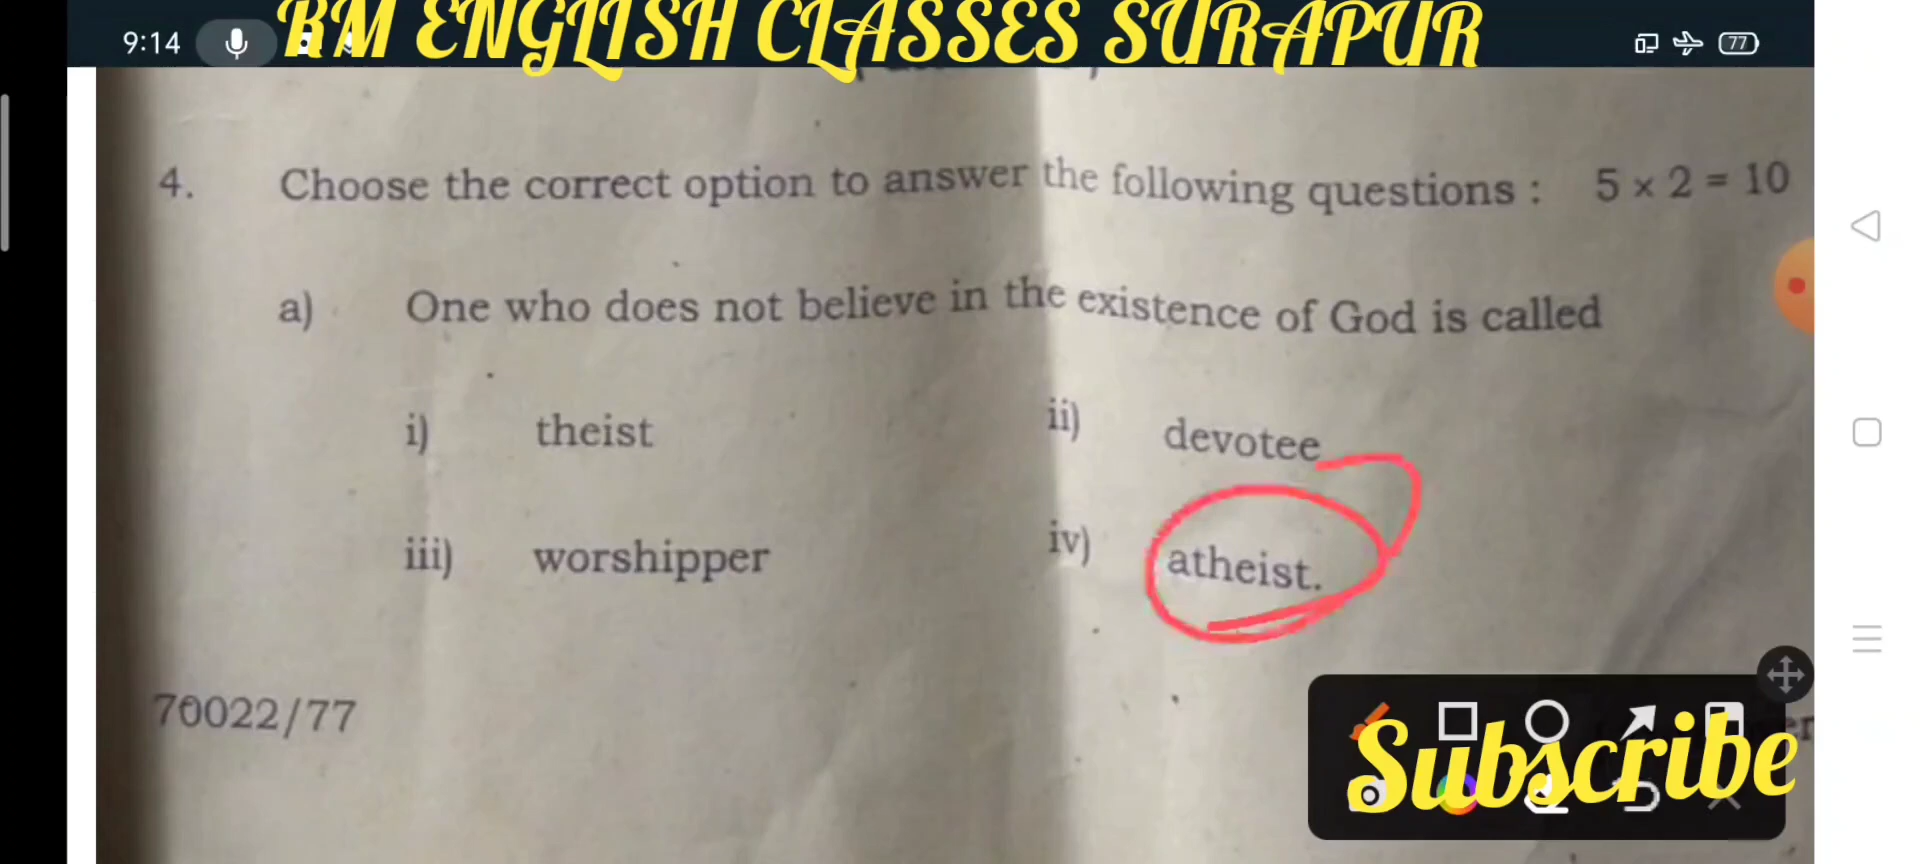 RM ENGLISH CLASSES SURAPUR
9:14
77
4. Choose the correct option to answer the following questions : 5 × 2 = 10
a) One who does not believe in the existence of God is called
i) theist ii) devotee
iii) worshipper iv) atheist.
70022/77
Subscribe